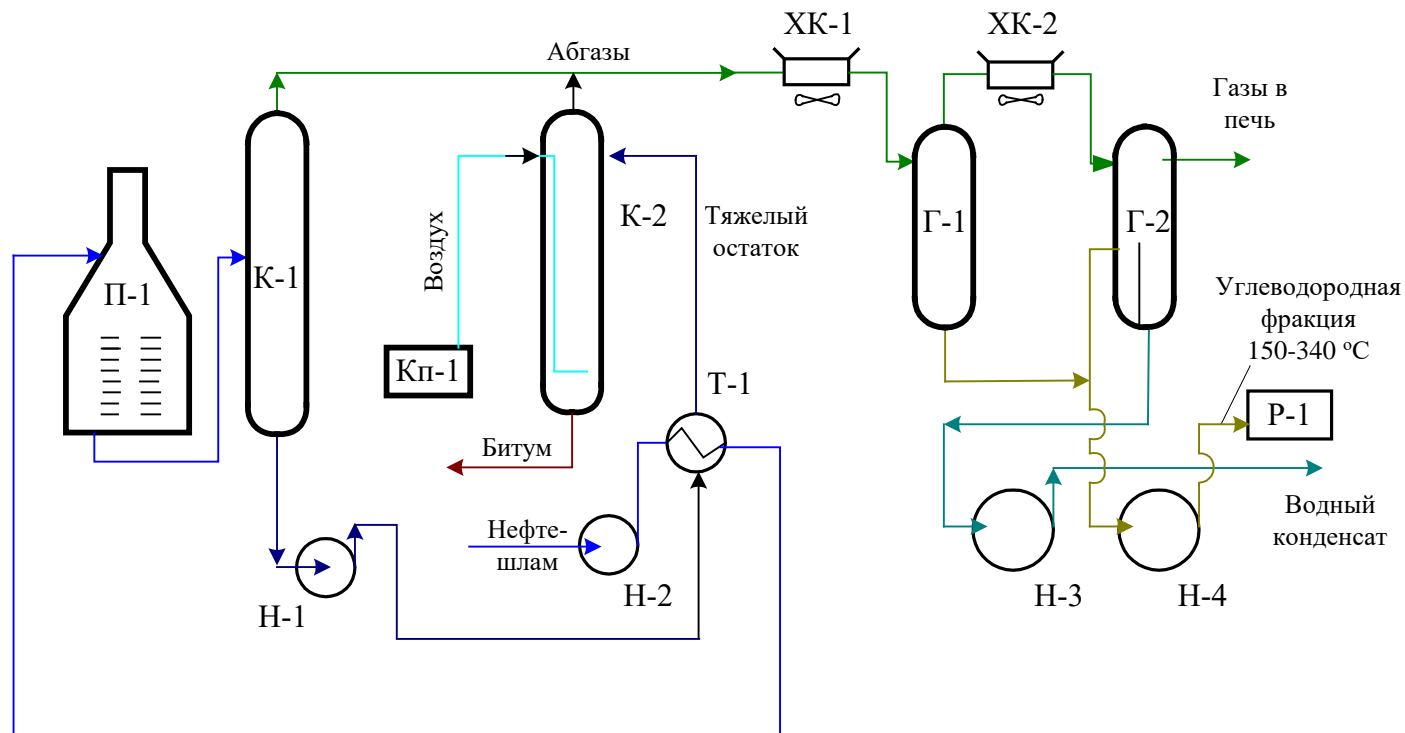 ХК-1
ХК-2
Абгазы
Газы в
печь
К-2
Тяжелый
остаток
Воздух
Г-1
Г-2
П-1
К-1
Углеводородная
фракция
150-340 ºС
Кп-1
Т-1
Р-1
Битум
Нефте-
шлам
Водный
конденсат
Н-1
Н-2
Н-3
Н-4